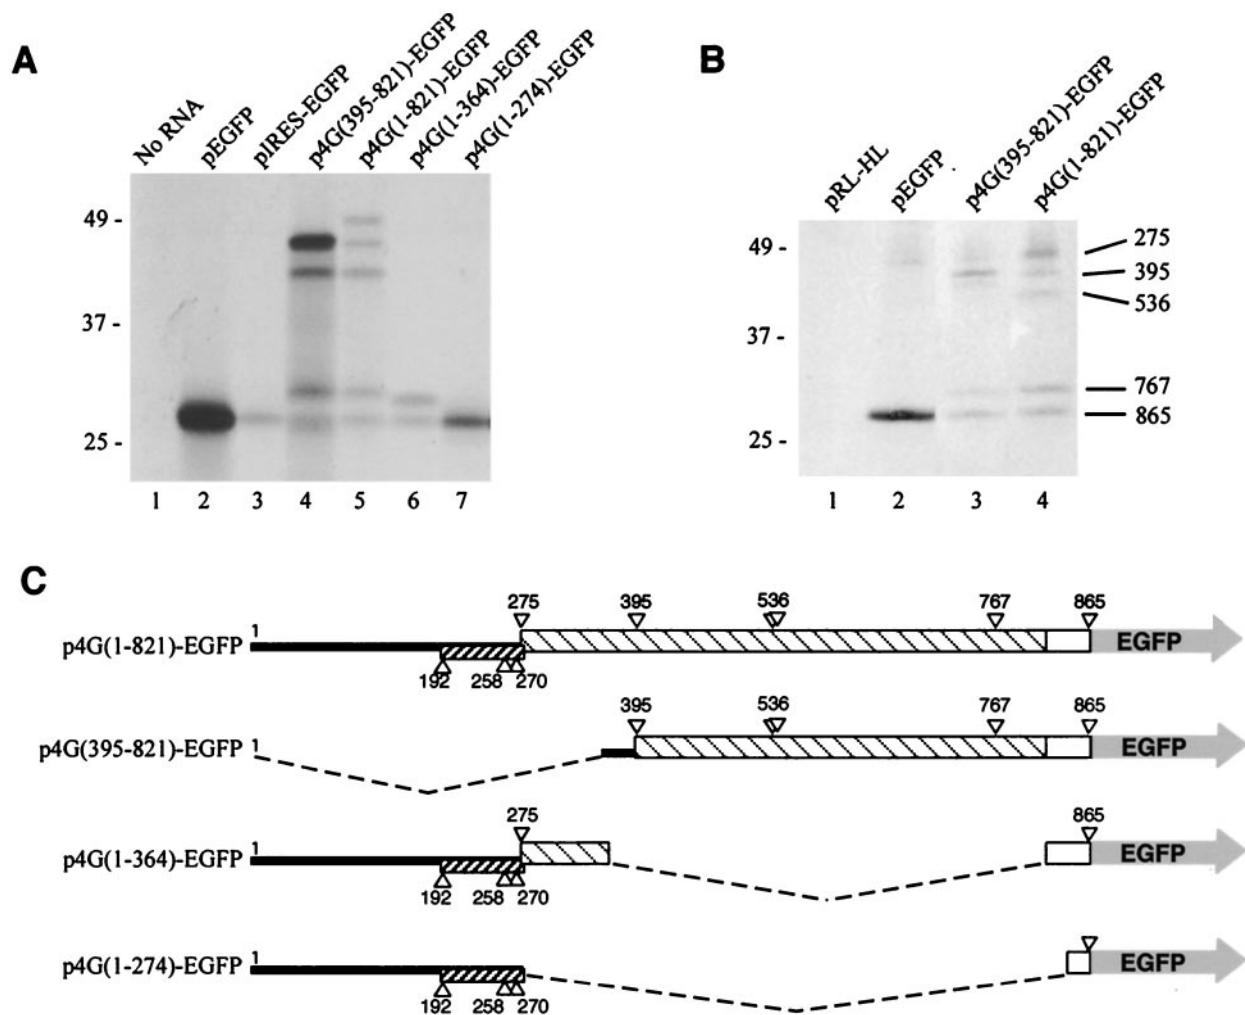 A
No RNA
pEGFP
pIRES-EGFP
p4G(395-821)-EGFP
p4G(1-821)-EGFP
p4G(1-364)-EGFP
p4G(1-274)-EGFP
49 -
37 -
25 -
1 2 3 4 5 6 7
B
pRL-HL
pEGFP
p4G(395-821)-EGFP
p4G(1-821)-EGFP
49 -
37 -
25 -
275
395
536
767
865
1 2 3 4
C
275 395 536 767 865
p4G(1-821)-EGFP 1 EGFP
192 258 270
395 536 767 865
p4G(395-821)-EGFP 1 EGFP
275 865
p4G(1-364)-EGFP 1 EGFP
192 258 270
p4G(1-274)-EGFP 1 EGFP
192 258 270